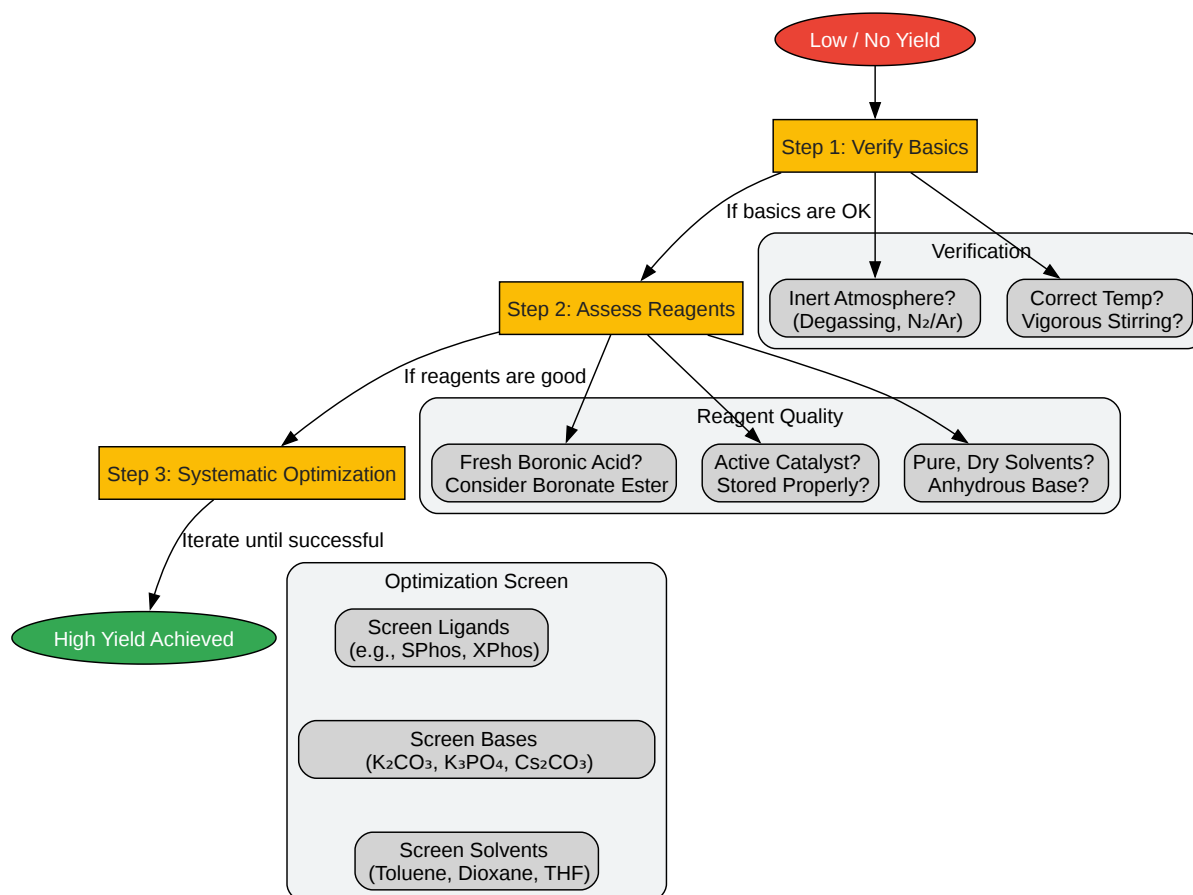 Low / No Yield
Step 1: Verify Basics
If basics are OK
Verification
Inert Atmosphere?
(Degassing, N₂/Ar)
Correct Temp?
Vigorous Stirring?
Step 2: Assess Reagents
If reagents are good
Reagent Quality
Fresh Boronic Acid?
Consider Boronate Ester
Active Catalyst?
Stored Properly?
Pure, Dry Solvents?
Anhydrous Base?
Step 3: Systematic Optimization
Iterate until successful
High Yield Achieved
Optimization Screen
Screen Ligands
(e.g., SPhos, XPhos)
Screen Bases
(K₂CO₃, K₃PO₄, Cs₂CO₃)
Screen Solvents
(Toluene, Dioxane, THF)